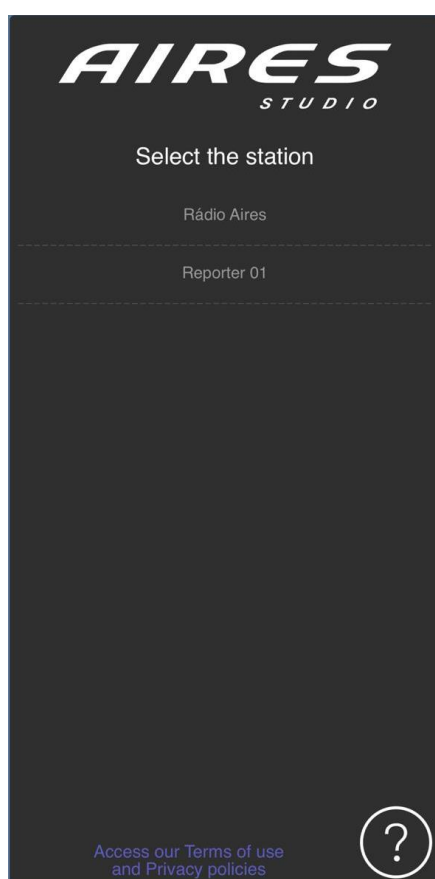 AIRES
STUDIO
Select the station
Rádio Aires
Reporter 01
Access our Terms of use
and Privacy policies
?